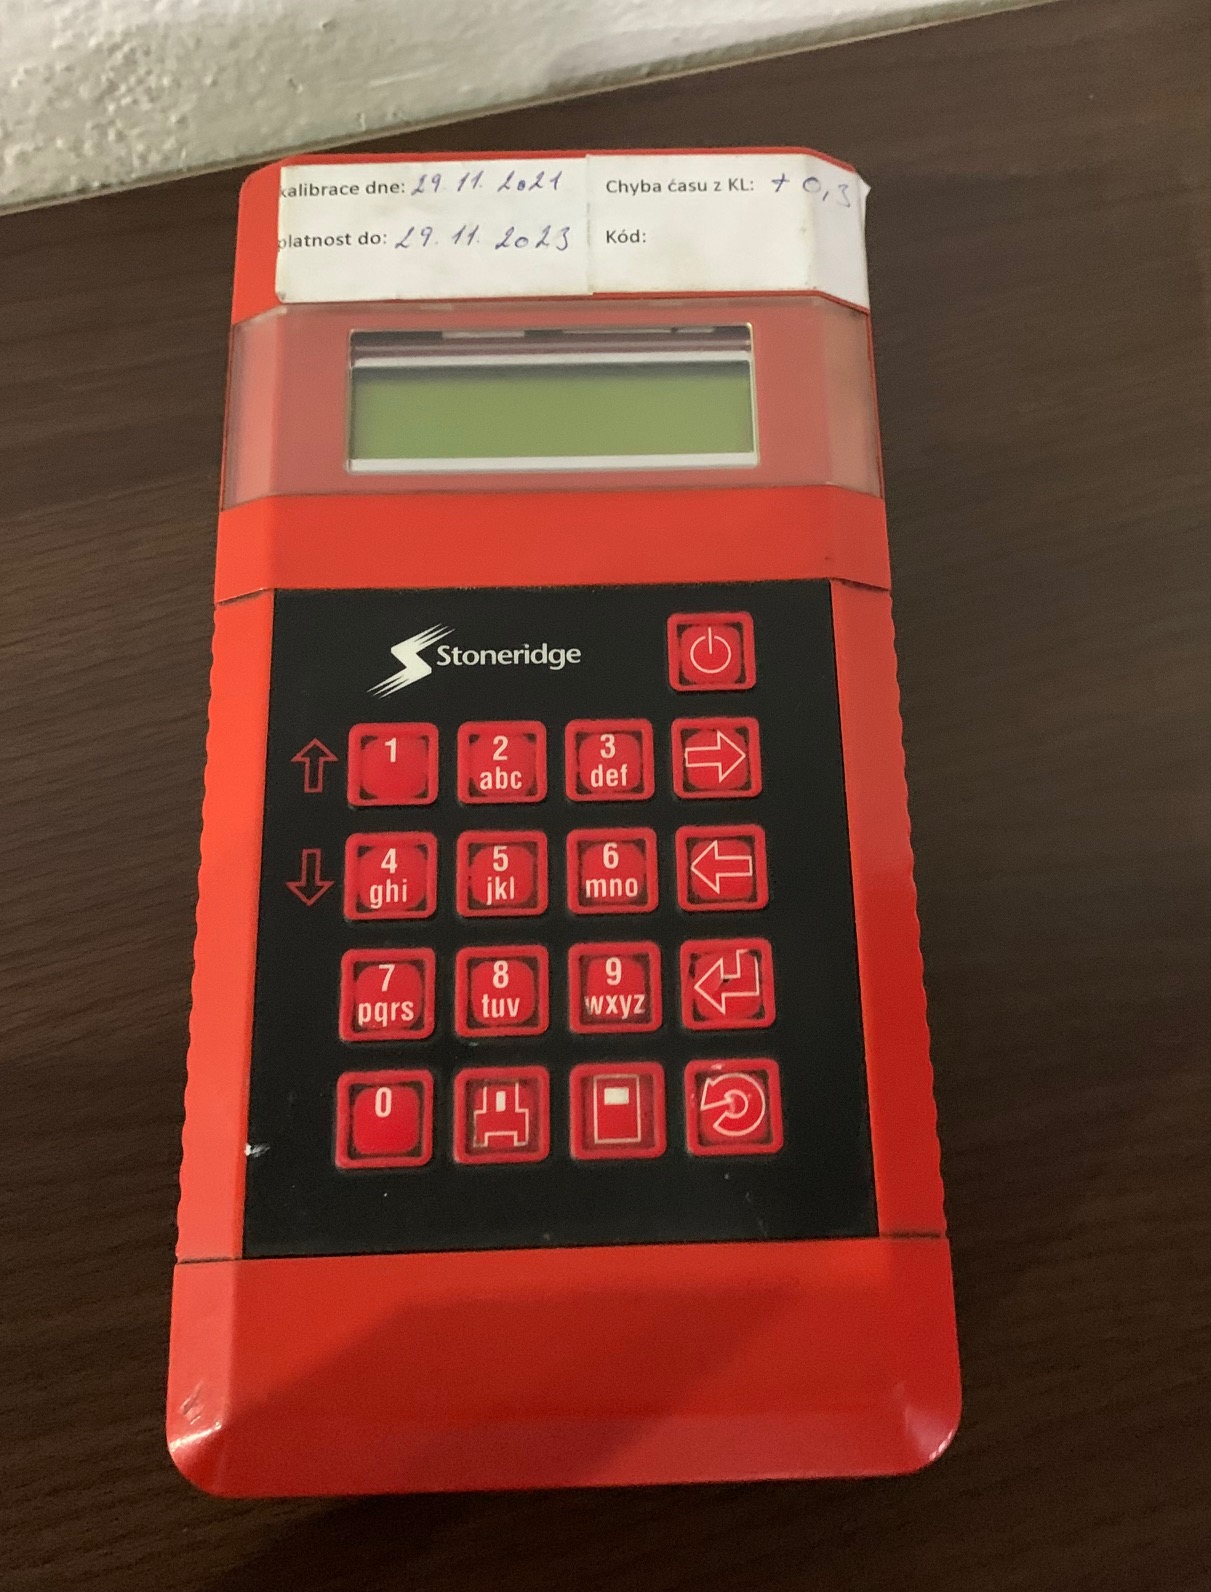 kalibrace dne: 29. 11. 2021
platnost do: 29. 11. 2023
Chyba času z KL: + 0,3
Kód:
Stoneridge
1 2 3
abc def
4 5 6
ghi jkl mno
7 8 9
pqrs tuv wxyz
0